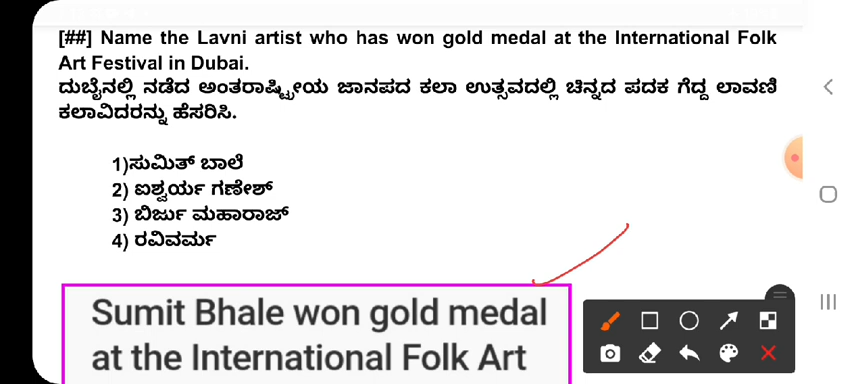 [##] Name the Lavni artist who has won gold medal at the International Folk
Art Festival in Dubai.
ದುಬೈನಲ್ಲಿ ನಡೆದ ಅಂತರಾಷ್ಟ್ರೀಯ ಜಾನಪದ ಕಲಾ ಉತ್ಸವದಲ್ಲಿ ಚಿನ್ನದ ಪದಕ ಗೆದ್ದ ಲಾವಣಿ
ಕಲಾವಿದರನ್ನು ಹೆಸರಿಸಿ.
1)ಸುಮಿತ್ ಬಾಲೆ
2) ಐಶ್ವರ್ಯ ಗಣೇಶ್
3) ಬಿರ್ಜು ಮಹಾರಾಜ್
4) ರವಿವರ್ಮ
Sumit Bhale won gold medal
at the International Folk Art